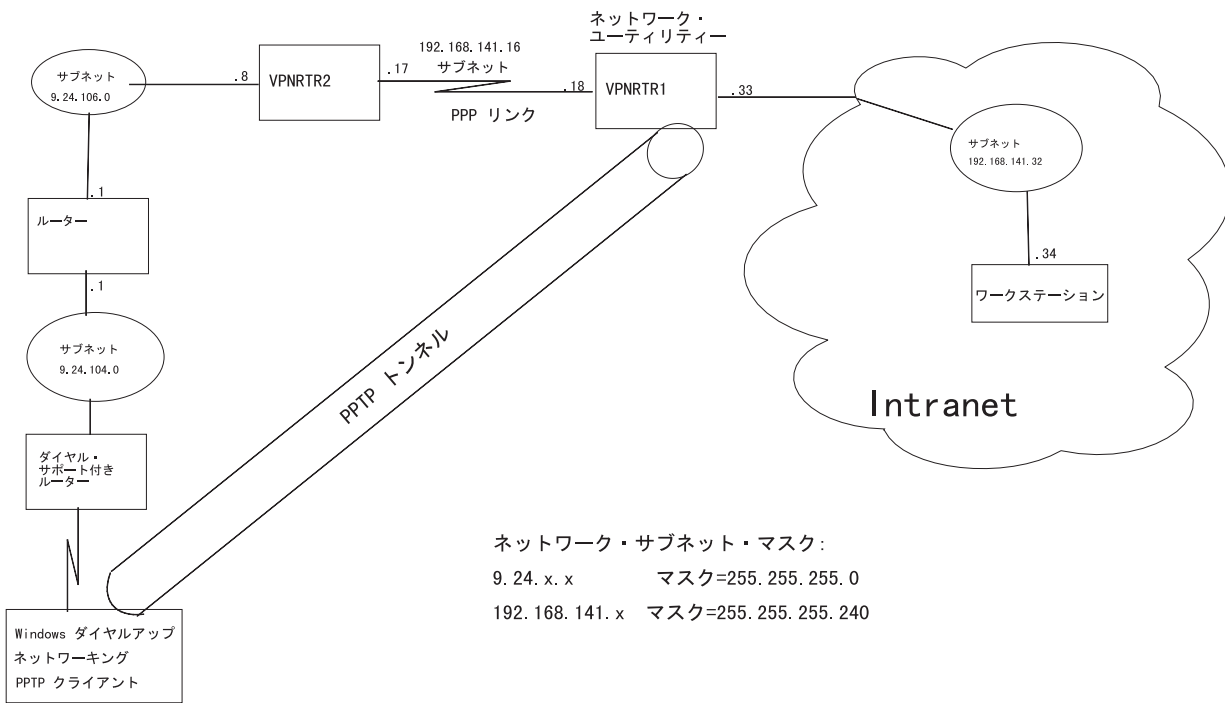 ネットワーク・
ユーティリティー
192.168.141.16
サブネット
サブネット
9.24.106.0
.8
VPNRTR2
.17
.18
VPNRTR1
.33
PPP リンク
サブネット
192.168.141.32
.1
ルーター
.1
.34
ワークステーション
サブネット
9.24.104.0
PPTP トンネル
Intranet
ダイヤル・
サポート付き
ルーター
ネットワーク・サブネット・マスク:
9.24.x.x マスク=255.255.255.0
192.168.141.x マスク=255.255.255.240
Windows ダイヤルアップ
ネットワーキング
PPTP クライアント